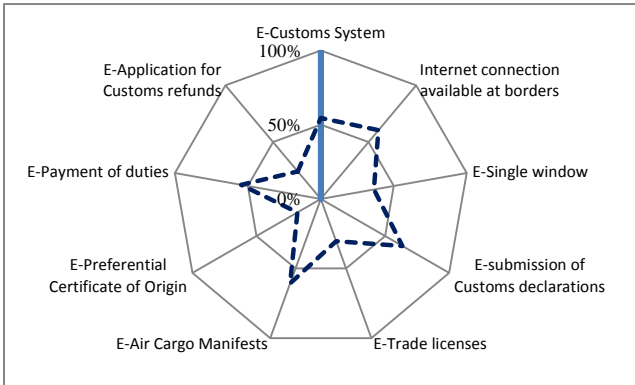 E-Customs System
100%
E-Application for
Customs refunds
Internet connection
available at borders
50%
E-Payment of duties
E-Single window
0%
E-Preferential
Certificate of Origin
E-submission of
Customs declarations
E-Air Cargo Manifests
E-Trade licenses